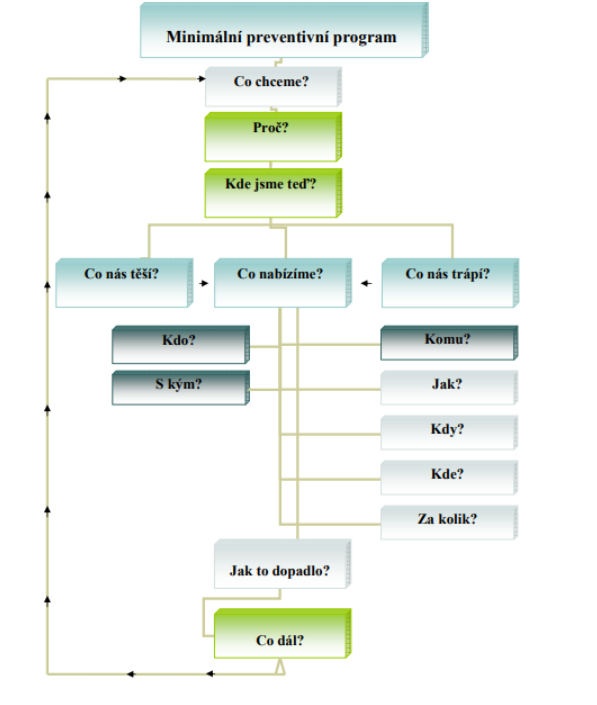 Minimální preventivní program
Co chceme?
Proč?
Kde jsme teď?
Co nás těší?
Co nabízíme?
Co nás trápí?
Kdo?
Komu?
S kým?
Jak?
Kdy?
Kde?
Za kolik?
Jak to dopadlo?
Co dál?